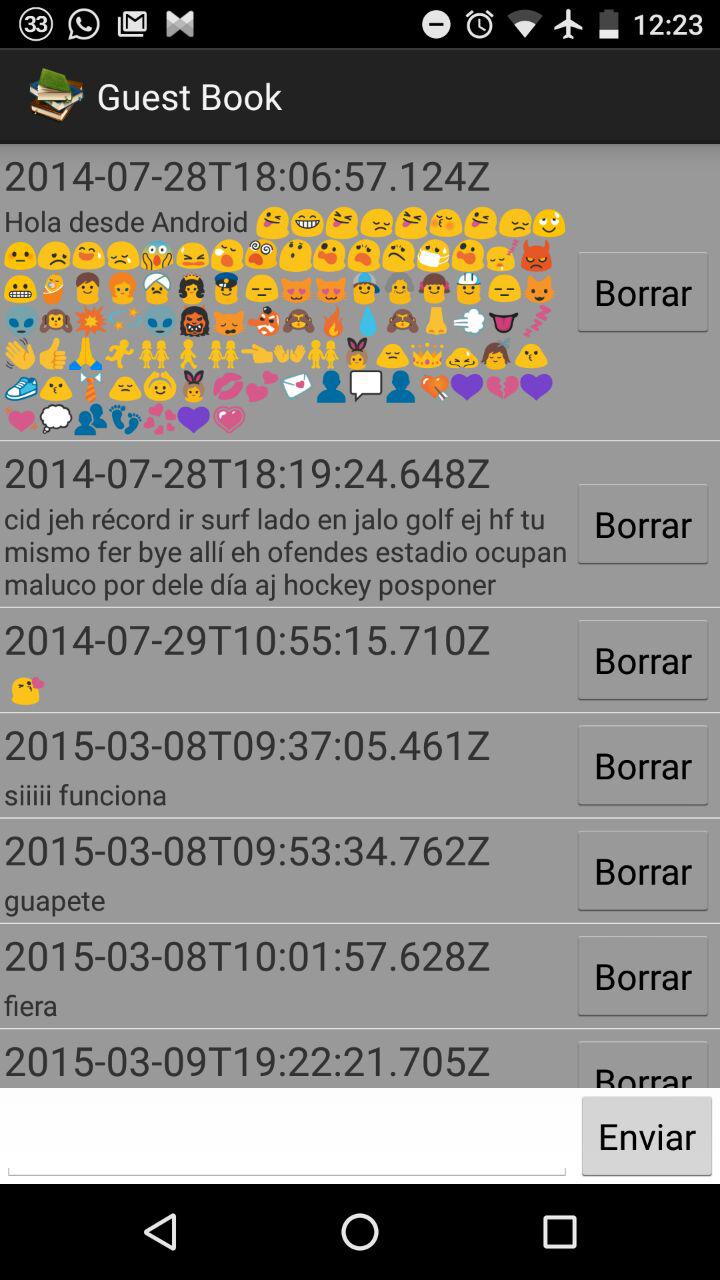 33 12:23
Guest Book
2014-07-28T18:06:57.124Z
Hola desde Android
Borrar
2014-07-28T18:19:24.648Z
cid jeh récord ir surf lado en jalo golf ej hf tu
mismo fer bye allí eh ofendes estadio ocupan
maluco por dele día aj hockey posponer
Borrar
2014-07-29T10:55:15.710Z
Borrar
2015-03-08T09:37:05.461Z
siiiii funciona
Borrar
2015-03-08T09:53:34.762Z
guapete
Borrar
2015-03-08T10:01:57.628Z
fiera
Borrar
2015-03-09T19:22:21.705Z
Borrar
Enviar